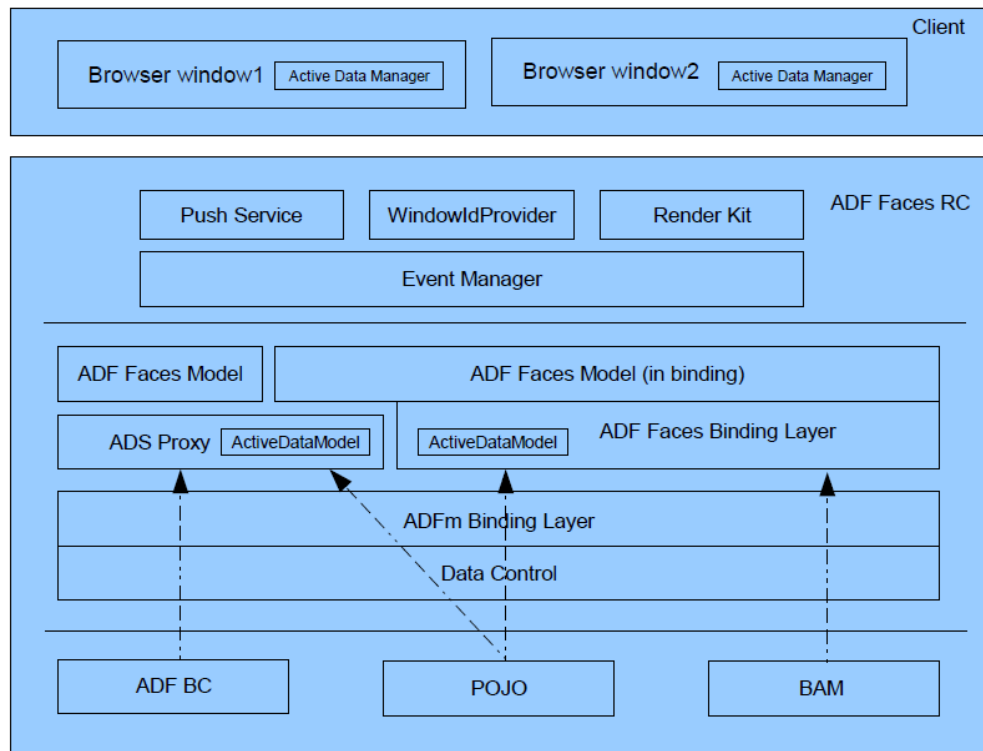 Client
Browser window1
Active Data Manager
Browser window2
Active Data Manager
ADF Faces RC
Push Service
WindowIdProvider
Render Kit
Event Manager
ADF Faces Model
ADF Faces Model (in binding)
ADS Proxy
ActiveDataModel
ActiveDataModel
ADF Faces Binding Layer
ADFm Binding Layer
Data Control
ADF BC
POJO
BAM